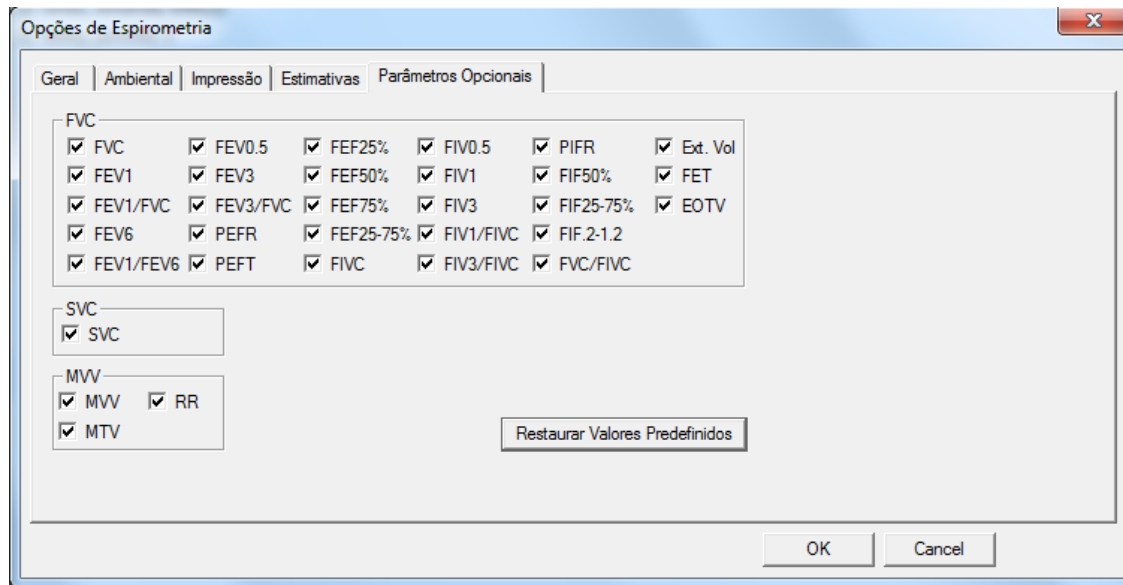 Opções de Espirometria
Geral Ambiental Impressão Estimativas Parâmetros Opcionais
FVC
FVC FEV0.5 FEF25% FIV0.5 PIFR Ext. Vol
FEV1 FEV3 FEF50% FIV1 FIF50% FET
FEV1/FVC FEV3/FVC FEF75% FIV3 FIF25-75% EOTV
FEV6 PEFR FEF25-75% FIV1/FIVC FIF.2-1.2
FEV1/FEV6 PEFT FIVC FIV3/FIVC FVC/FIVC
SVC
SVC
MVV
MVV RR
MTV
Restaurar Valores Predefinidos
OK Cancel